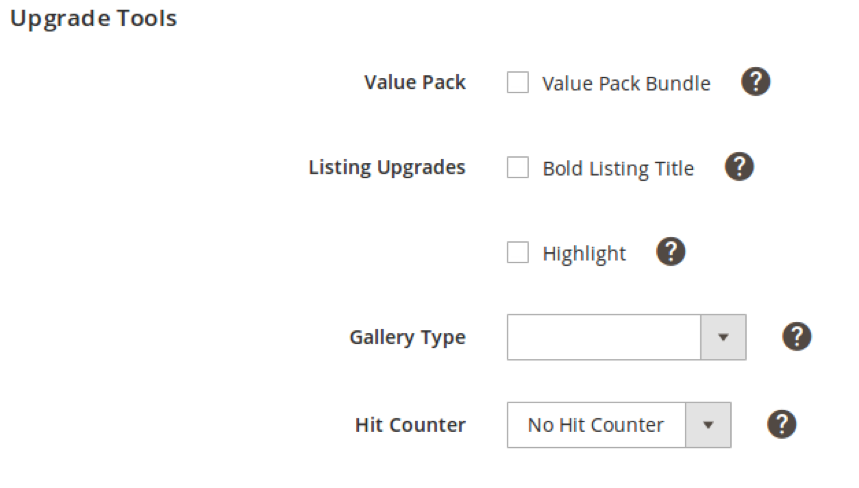 Upgrade Tools
Value Pack Value Pack Bundle ?
Listing Upgrades Bold Listing Title ?
Highlight ?
Gallery Type ?
Hit Counter No Hit Counter ?